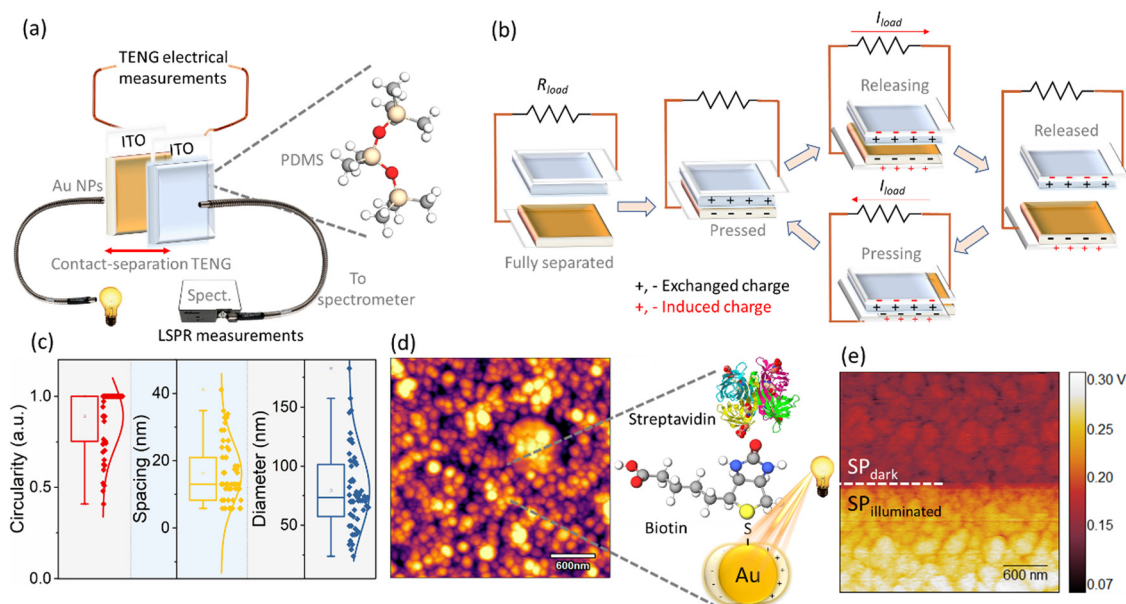 (a)
TENG electrical
measurements
ITO
ITO
Au NPs
PDMS
Contact-separation TENG
Spect.
To
spectrometer
LSPR measurements
(b)
R_load
Fully separated
Pressed
I_load
Releasing
Released
I_load
Pressing
+, - Exchanged charge
+, - Induced charge
(c)
Circularity (a.u.)
1.0
0.5
0.0
Spacing (nm)
40
20
0
Diameter (nm)
150
100
50
(d)
600nm
Streptavidin
Biotin
S
Au
(e)
SP_dark
SP_illuminated
600 nm
0.30 V
0.25
0.20
0.15
0.07